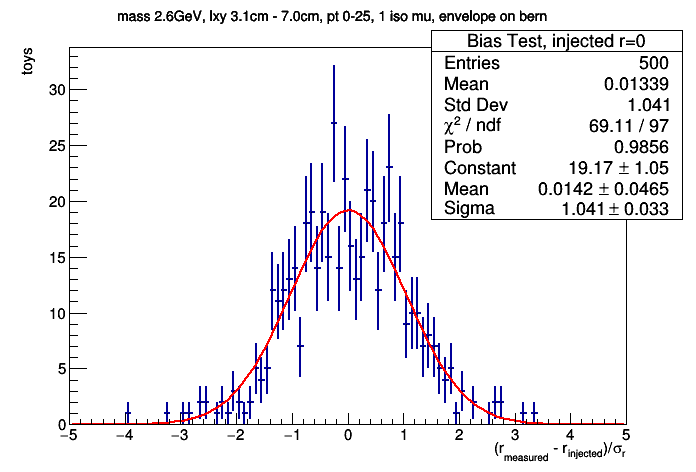 mass 2.6GeV, lxy 3.1cm - 7.0cm, pt 0-25, 1 iso mu, envelope on bern
Bias Test, injected r=0
Entries 500
Mean 0.01339
Std Dev 1.041
χ² / ndf 69.11 / 97
Prob 0.9856
Constant 19.17 ± 1.05
Mean 0.0142 ± 0.0465
Sigma 1.041 ± 0.033
toys
30
25
20
15
10
5
0
−5 −4 −3 −2 −1 0 1 2 3 4 5
(r_measured - r_injected)/σ_r